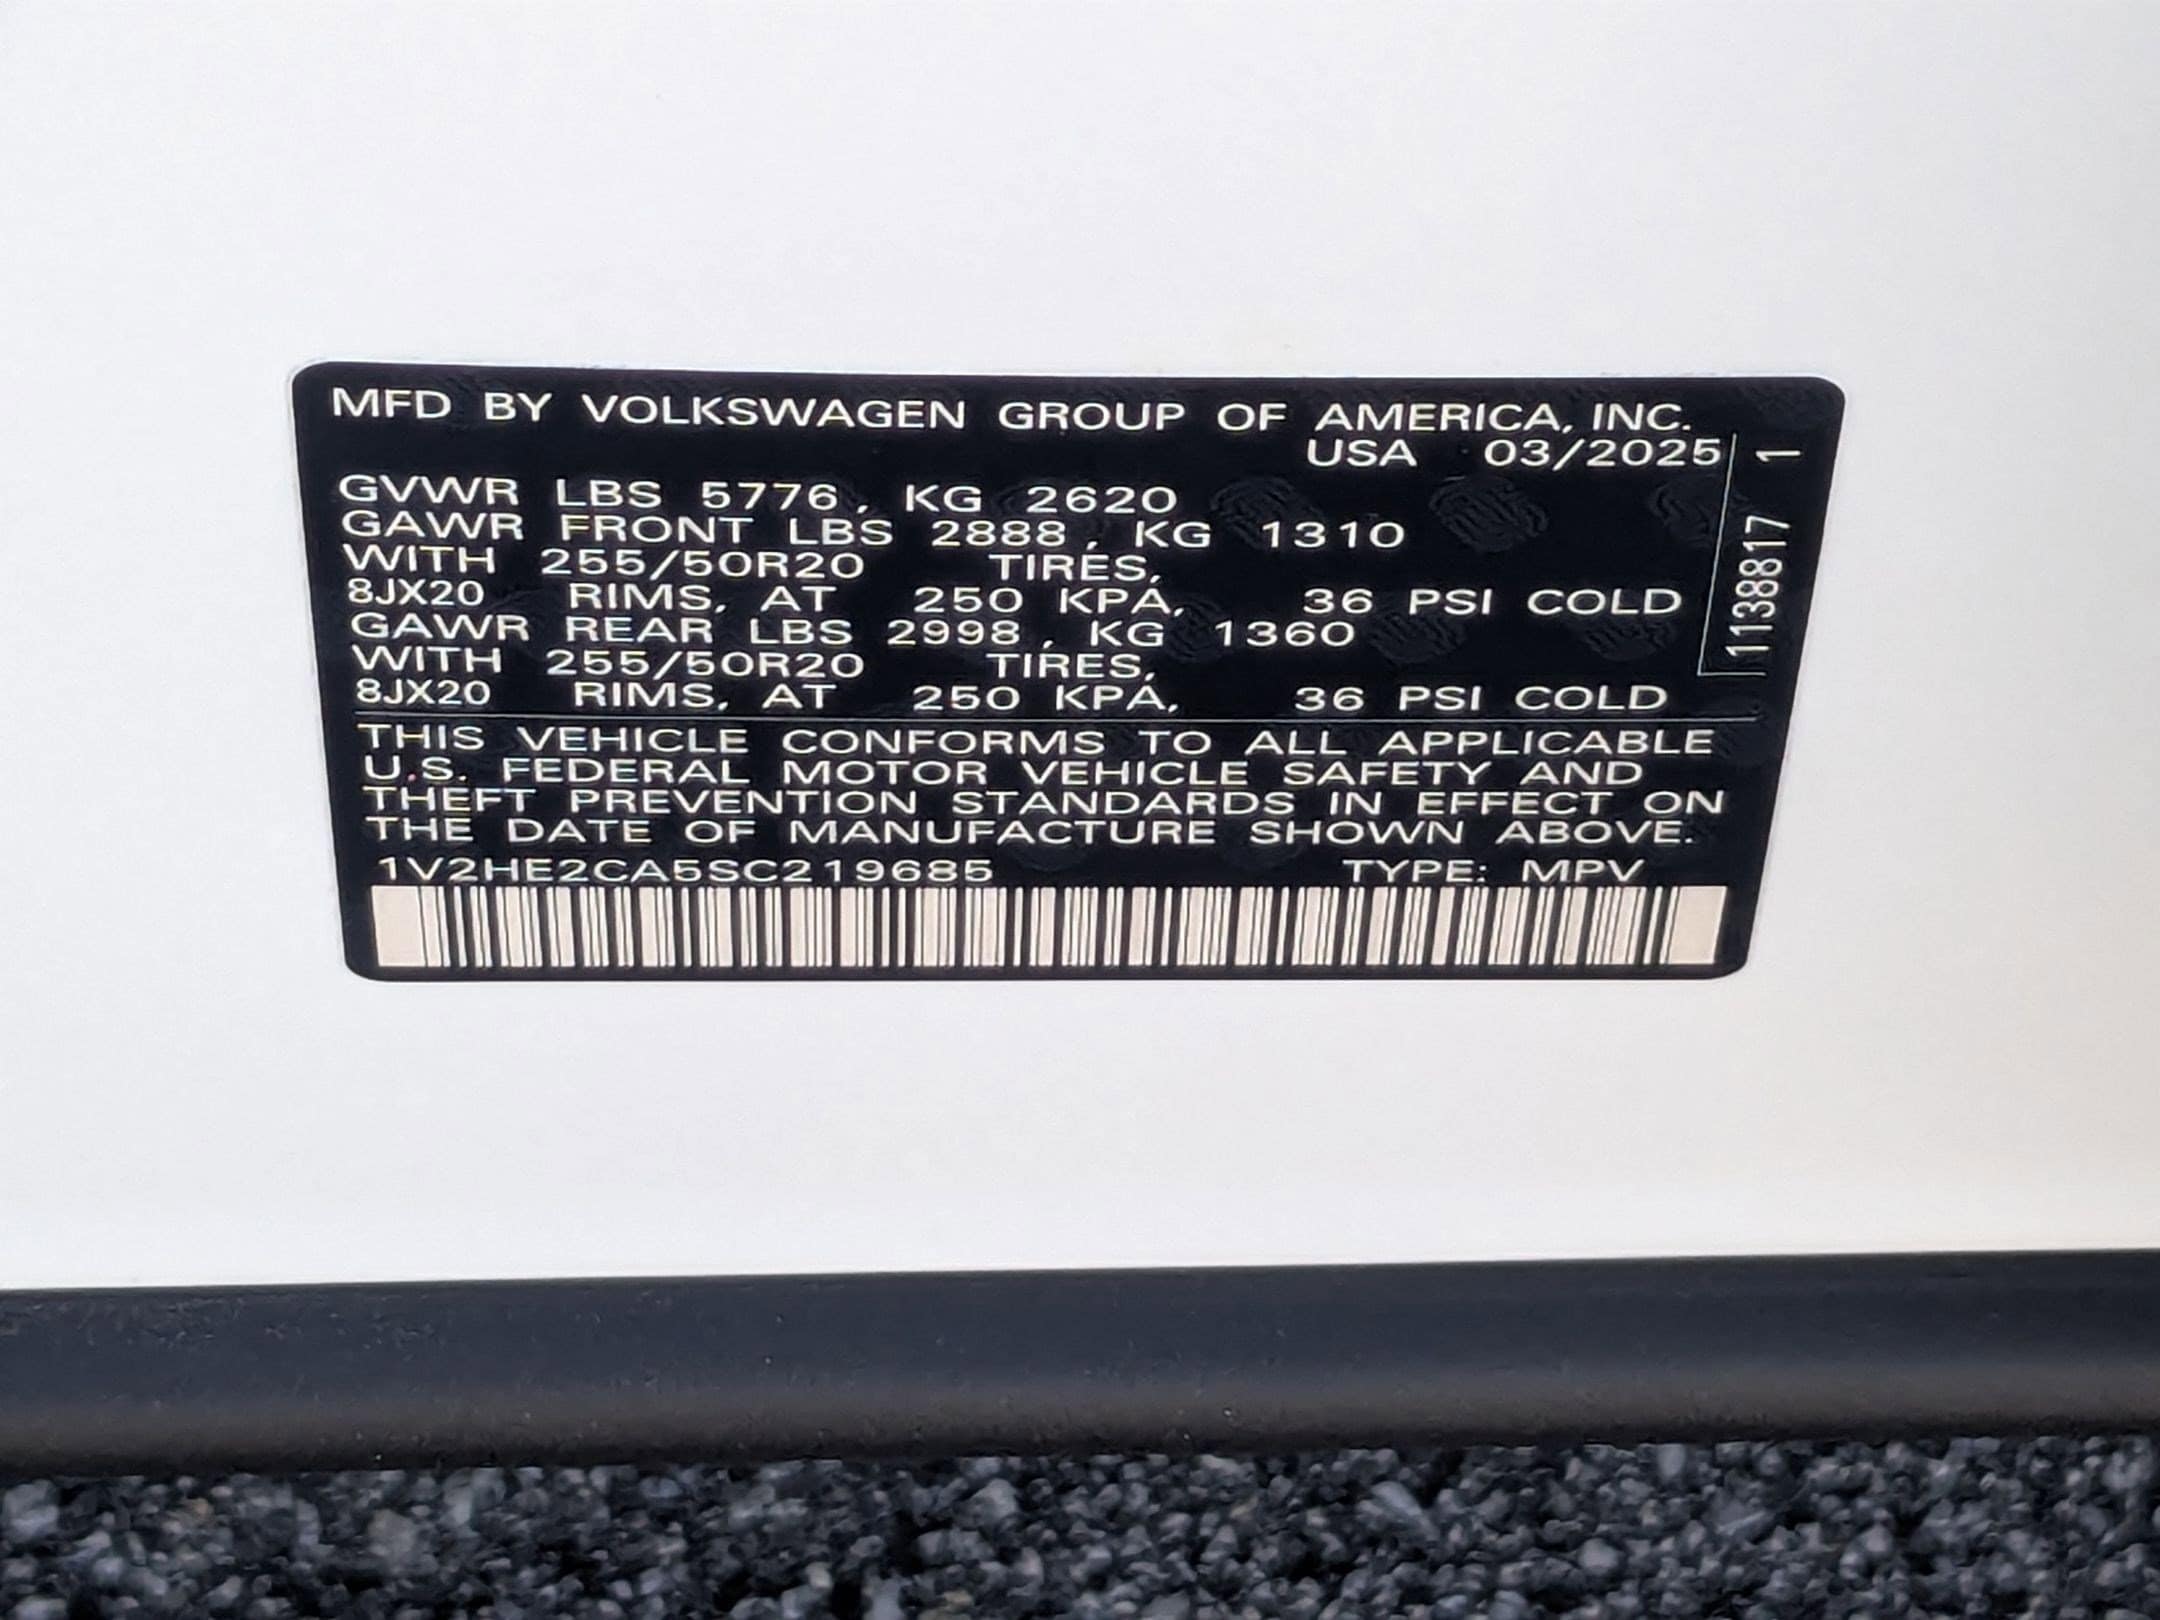 MFD BY VOLKSWAGEN GROUP OF AMERICA, INC.
USA 03/2025
GVWR LBS 5776, KG 2620
GAWR FRONT LBS 2888, KG 1310
WITH 255/50R20 TIRES,
8JX20 RIMS, AT 250 KPA, 36 PSI COLD
GAWR REAR LBS 2998, KG 1360
WITH 255/50R20 TIRES,
8JX20 RIMS, AT 250 KPA, 36 PSI COLD
1138817 1
THIS VEHICLE CONFORMS TO ALL APPLICABLE
U.S. FEDERAL MOTOR VEHICLE SAFETY AND
THEFT PREVENTION STANDARDS IN EFFECT ON
THE DATE OF MANUFACTURE SHOWN ABOVE.
1V2HE2CA5SC219685 TYPE: MPV